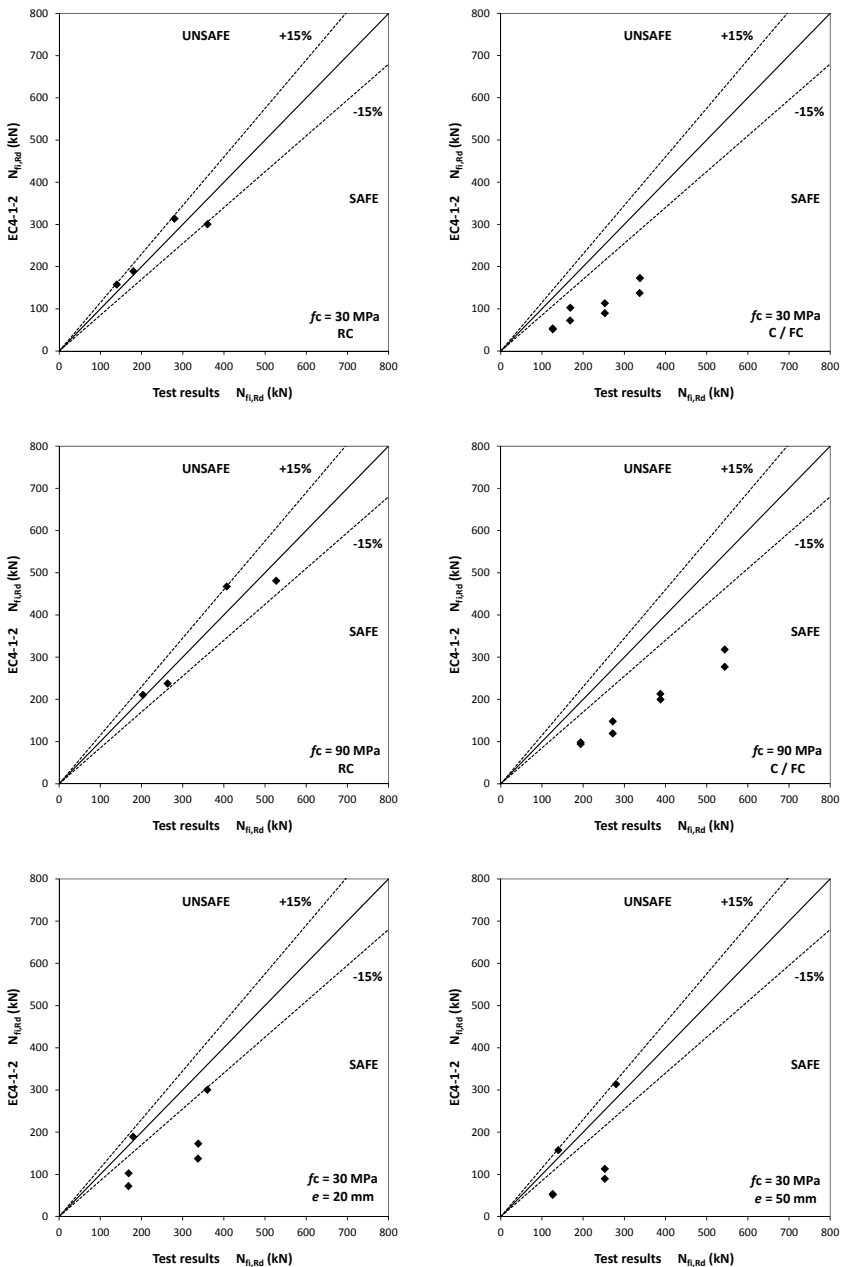 800
700
600
500
400
300
200
100
0
EC4-1-2 N_fi,Rd (kN)
UNSAFE +15%
-15%
SAFE
fc = 30 MPa
RC
0 100 200 300 400 500 600 700 800
Test results N_fi,Rd (kN)
800
700
600
500
400
300
200
100
0
EC4-1-2 N_fi,Rd (kN)
UNSAFE +15%
-15%
SAFE
fc = 30 MPa
C / FC
0 100 200 300 400 500 600 700 800
Test results N_fi,Rd (kN)
800
700
600
500
400
300
200
100
0
EC4-1-2 N_fi,Rd (kN)
UNSAFE +15%
-15%
SAFE
fc = 90 MPa
RC
0 100 200 300 400 500 600 700 800
Test results N_fi,Rd (kN)
800
700
600
500
400
300
200
100
0
EC4-1-2 N_fi,Rd (kN)
UNSAFE +15%
-15%
SAFE
fc = 90 MPa
C / FC
0 100 200 300 400 500 600 700 800
Test results N_fi,Rd (kN)
800
700
600
500
400
300
200
100
0
EC4-1-2 N_fi,Rd (kN)
UNSAFE +15%
-15%
SAFE
fc = 30 MPa
e = 20 mm
0 100 200 300 400 500 600 700 800
Test results N_fi,Rd (kN)
800
700
600
500
400
300
200
100
0
EC4-1-2 N_fi,Rd (kN)
UNSAFE +15%
-15%
SAFE
fc = 30 MPa
e = 50 mm
0 100 200 300 400 500 600 700 800
Test results N_fi,Rd (kN)